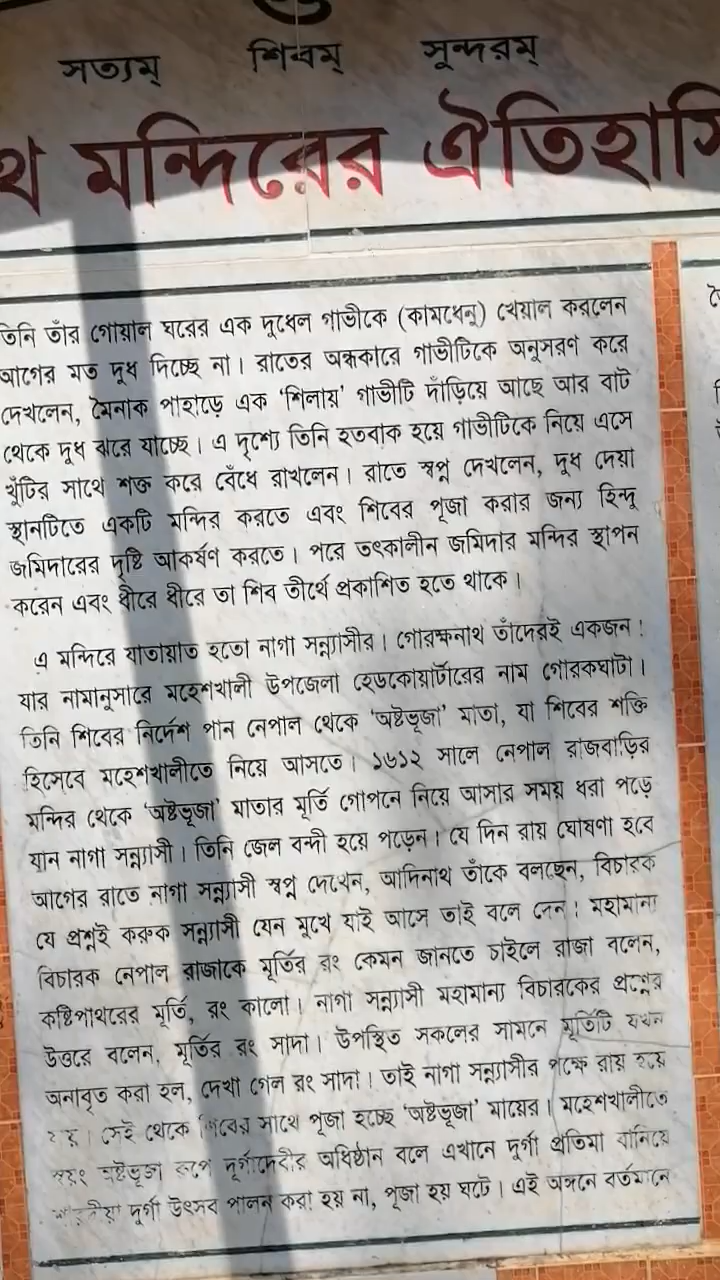 সত্যম্ শিবম্ সুন্দরম্
থ মন্দিরের ঐতিহাসি
তিনি তাঁর গোয়াল ঘরের এক দুধেল গাভীকে (কামধেনু) খেয়াল করলেন
আগের মত দুধ দিচ্ছে না। রাতের অন্ধকারে গাভীটিকে অনুসরণ করে
দেখলেন, মৈনাক পাহাড়ে এক ‘শিলায়’ গাভীটি দাঁড়িয়ে আছে আর বাট
থেকে দুধ ঝরে যাচ্ছে। এ দৃশ্যে তিনি হতবাক হয়ে গাভীটিকে নিয়ে এসে
খুঁটির সাথে শক্ত করে বেঁধে রাখলেন। রাতে স্বপ্ন দেখলেন, দুধ দেয়া
স্থানটিতে একটি মন্দির করতে এবং শিবের পূজা করার জন্য হিন্দু
জমিদারের দৃষ্টি আকর্ষণ করতে। পরে তৎকালীন জমিদার মন্দির স্থাপন
করেন এবং ধীরে ধীরে তা শিব তীর্থে প্রকাশিত হতে থাকে।
এ মন্দিরে যাতায়াত হতো নাগা সন্ন্যাসীর। গোরক্ষনাথ তাঁদেরই একজন!
যার নামানুসারে মহেশখালী উপজেলা হেডকোয়ার্টারের নাম গোরকঘাটা।
তিনি শিবের নির্দেশ পান নেপাল থেকে ‘অষ্টভূজা’ মাতা, যা শিবের শক্তি
হিসেবে মহেশখালীতে নিয়ে আসতে। ১৬১২ সালে নেপাল রাজবাড়ির
মন্দির থেকে ‘অষ্টভূজা’ মাতার মূর্তি গোপনে নিয়ে আসার সময় ধরা পড়ে
যান নাগা সন্ন্যাসী। তিনি জেল বন্দী হয়ে পড়েন। যে দিন রায় ঘোষণা হবে
আগের রাতে নাগা সন্ন্যাসী স্বপ্ন দেখেন, আদিনাথ তাঁকে বলছেন, বিচারক
যে প্রশ্নই করুক সন্ন্যাসী যেন মুখে যাই আসে তাই বলে দেন! মহামান্য
বিচারক নেপাল রাজাকে মূর্তির রং কেমন জানতে চাইলে রাজা বলেন,
কষ্টিপাথরের মূর্তি, রং কালো। নাগা সন্ন্যাসী মহামান্য বিচারকের প্রশ্নের
উত্তরে বলেন, মূর্তির রং সাদা। উপস্থিত সকলের সামনে মূর্তিটি যখন
অনাবৃত করা হল, দেখা গেল রং সাদা! তাই নাগা সন্ন্যাসীর পক্ষে রায় হয়ে
সেই থেকে শিবের সাথে পূজা হচ্ছে ‘অষ্টভূজা’ মায়ের। মহেশখালীতে
স্বয়ং অষ্টভূজা রূপে দূর্গাদেবীর অধিষ্ঠান বলে এখানে দুর্গা প্রতিমা বানিয়ে
দুর্গা উৎসব পালন করা হয় না, পূজা হয় ঘটে। এই অঙ্গনে বর্তমানে